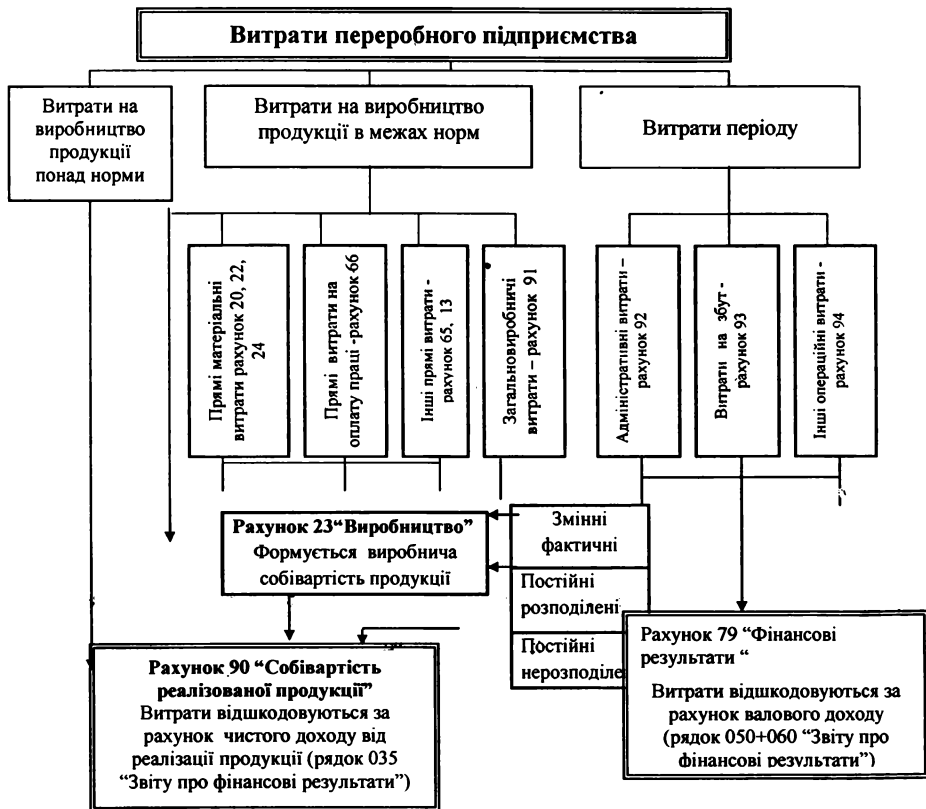 Витрати переробного підприємства
Витрати на
виробництво
продукції
понад норми
Витрати на виробництво
продукції в межах норм
Витрати періоду
Прямі матеріальні
витрати рахунок 20, 22,
24
Прямі витрати на
оплату праці -рахунок 66
Інші прямі витрати -
рахунок 65, 13
Загальновиробничі
витрати – рахунок 91
Адміністративні витрати –
рахунок 92
Витрати на збут -
рахунок 93
Інші операційні витрати -
рахунок 94
Рахунок 23“Виробництво”
Формується виробнича
собівартість продукції
Змінні
фактичні
Постійні
розподілені
Постійні
нерозподіле
Рахунок 90 “Собівартість
реалізованої продукції”
Витрати відшкодовуються за
рахунок чистого доходу від
реалізації продукції (рядок 035
“Звіту про фінансові результати”)
Рахунок 79 “Фінансові
результати “
Витрати відшкодовуються за
рахунок валового доходу
(рядок 050+060 “Звіту про
фінансові результати”)